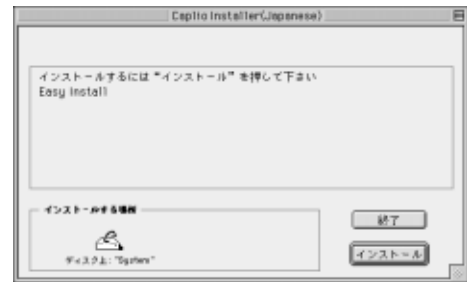 Caplio Installer(Japanese)
インストールするには "インストール" を押して下さい
Easy Install
インストールする場所
ディスク上: "System"
終了
インストール